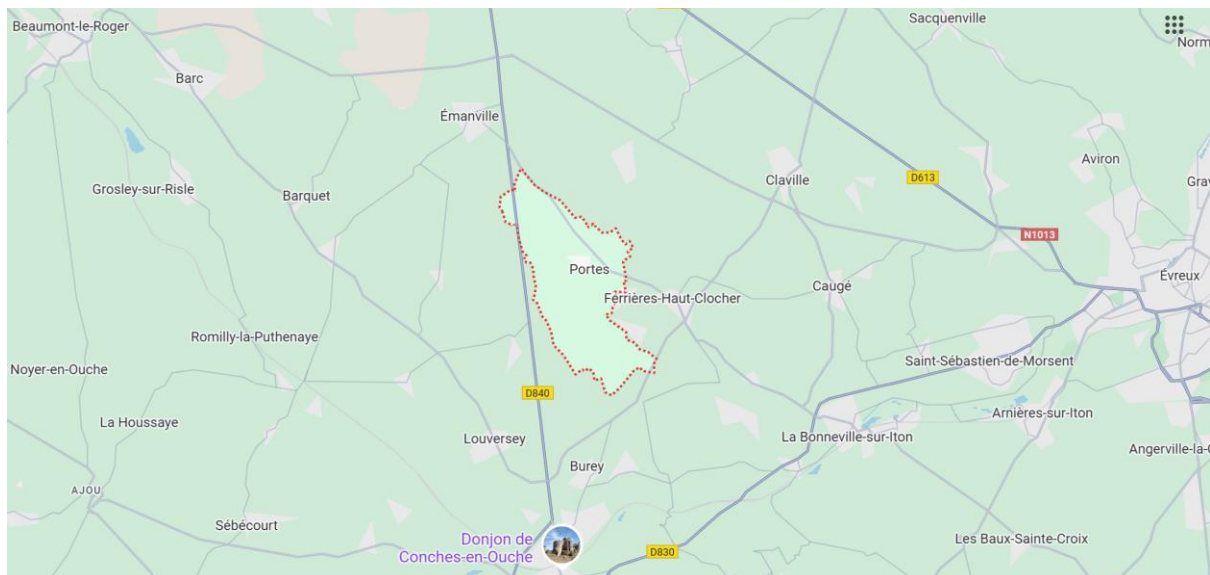 Beaumont-le-Roger
Sacquenville
Norm
Barc
Émanville
Aviron
Claville
D613
Grav
Grosley-sur-Risle
Barquet
N1013
Portes
Évreux
Caugé
Ferrières-Haut-Clocher
Romilly-la-Puthenaye
Saint-Sébastien-de-Morsent
Noyer-en-Ouche
D840
La Houssaye
Arnières-sur-Iton
Louversey
La Bonneville-sur-Iton
Angerville-la-C
Burey
AJOU
Sébécourt
Donjon de
Conches-en-Ouche
Les Baux-Sainte-Croix
D830